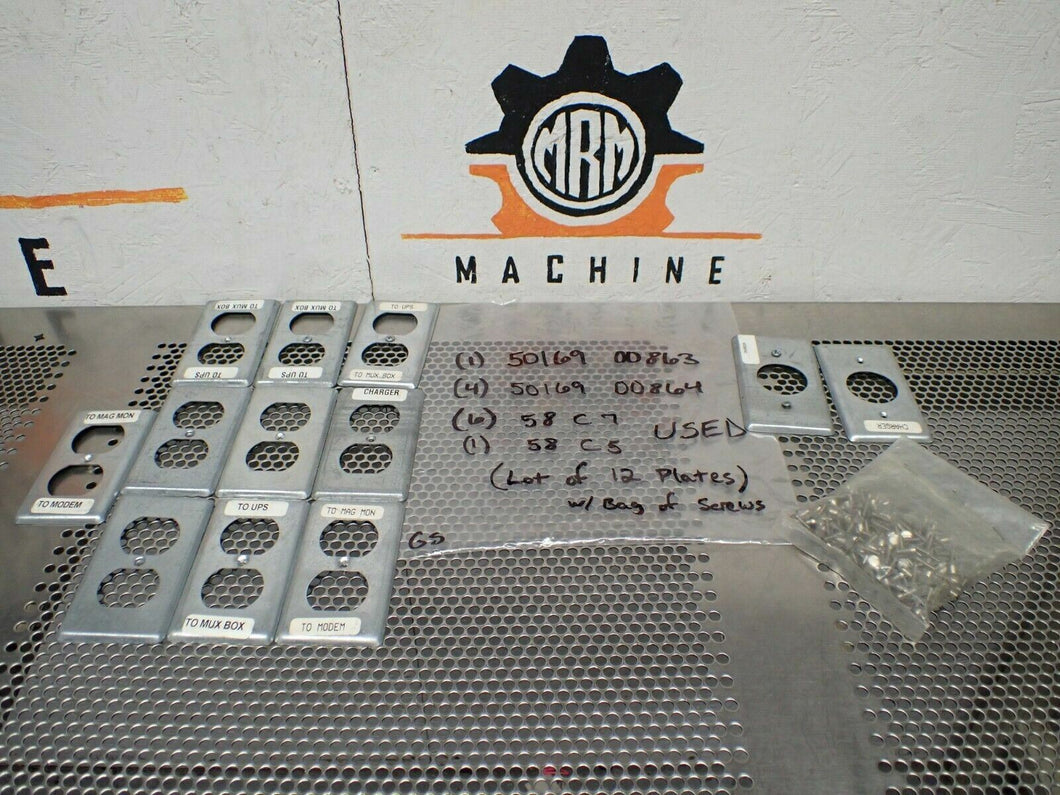 MRM
MACHINE
E
TO MUX BOX
TO UPS
TO MUX BOX
TO UPS
TO UPS
TO MUX BOX
CHARGER
TO MAG MON
TO MODEM
TO UPS
TO MUX BOX
TO MAG MON
TO MODEM
(1) 50169 00863
(4) 50169 00864
(6) 58 C 7
(1) 58 C 5
USED
(Lot of 12 Plates)
w/ Bag of Screws
GS
CHARGER